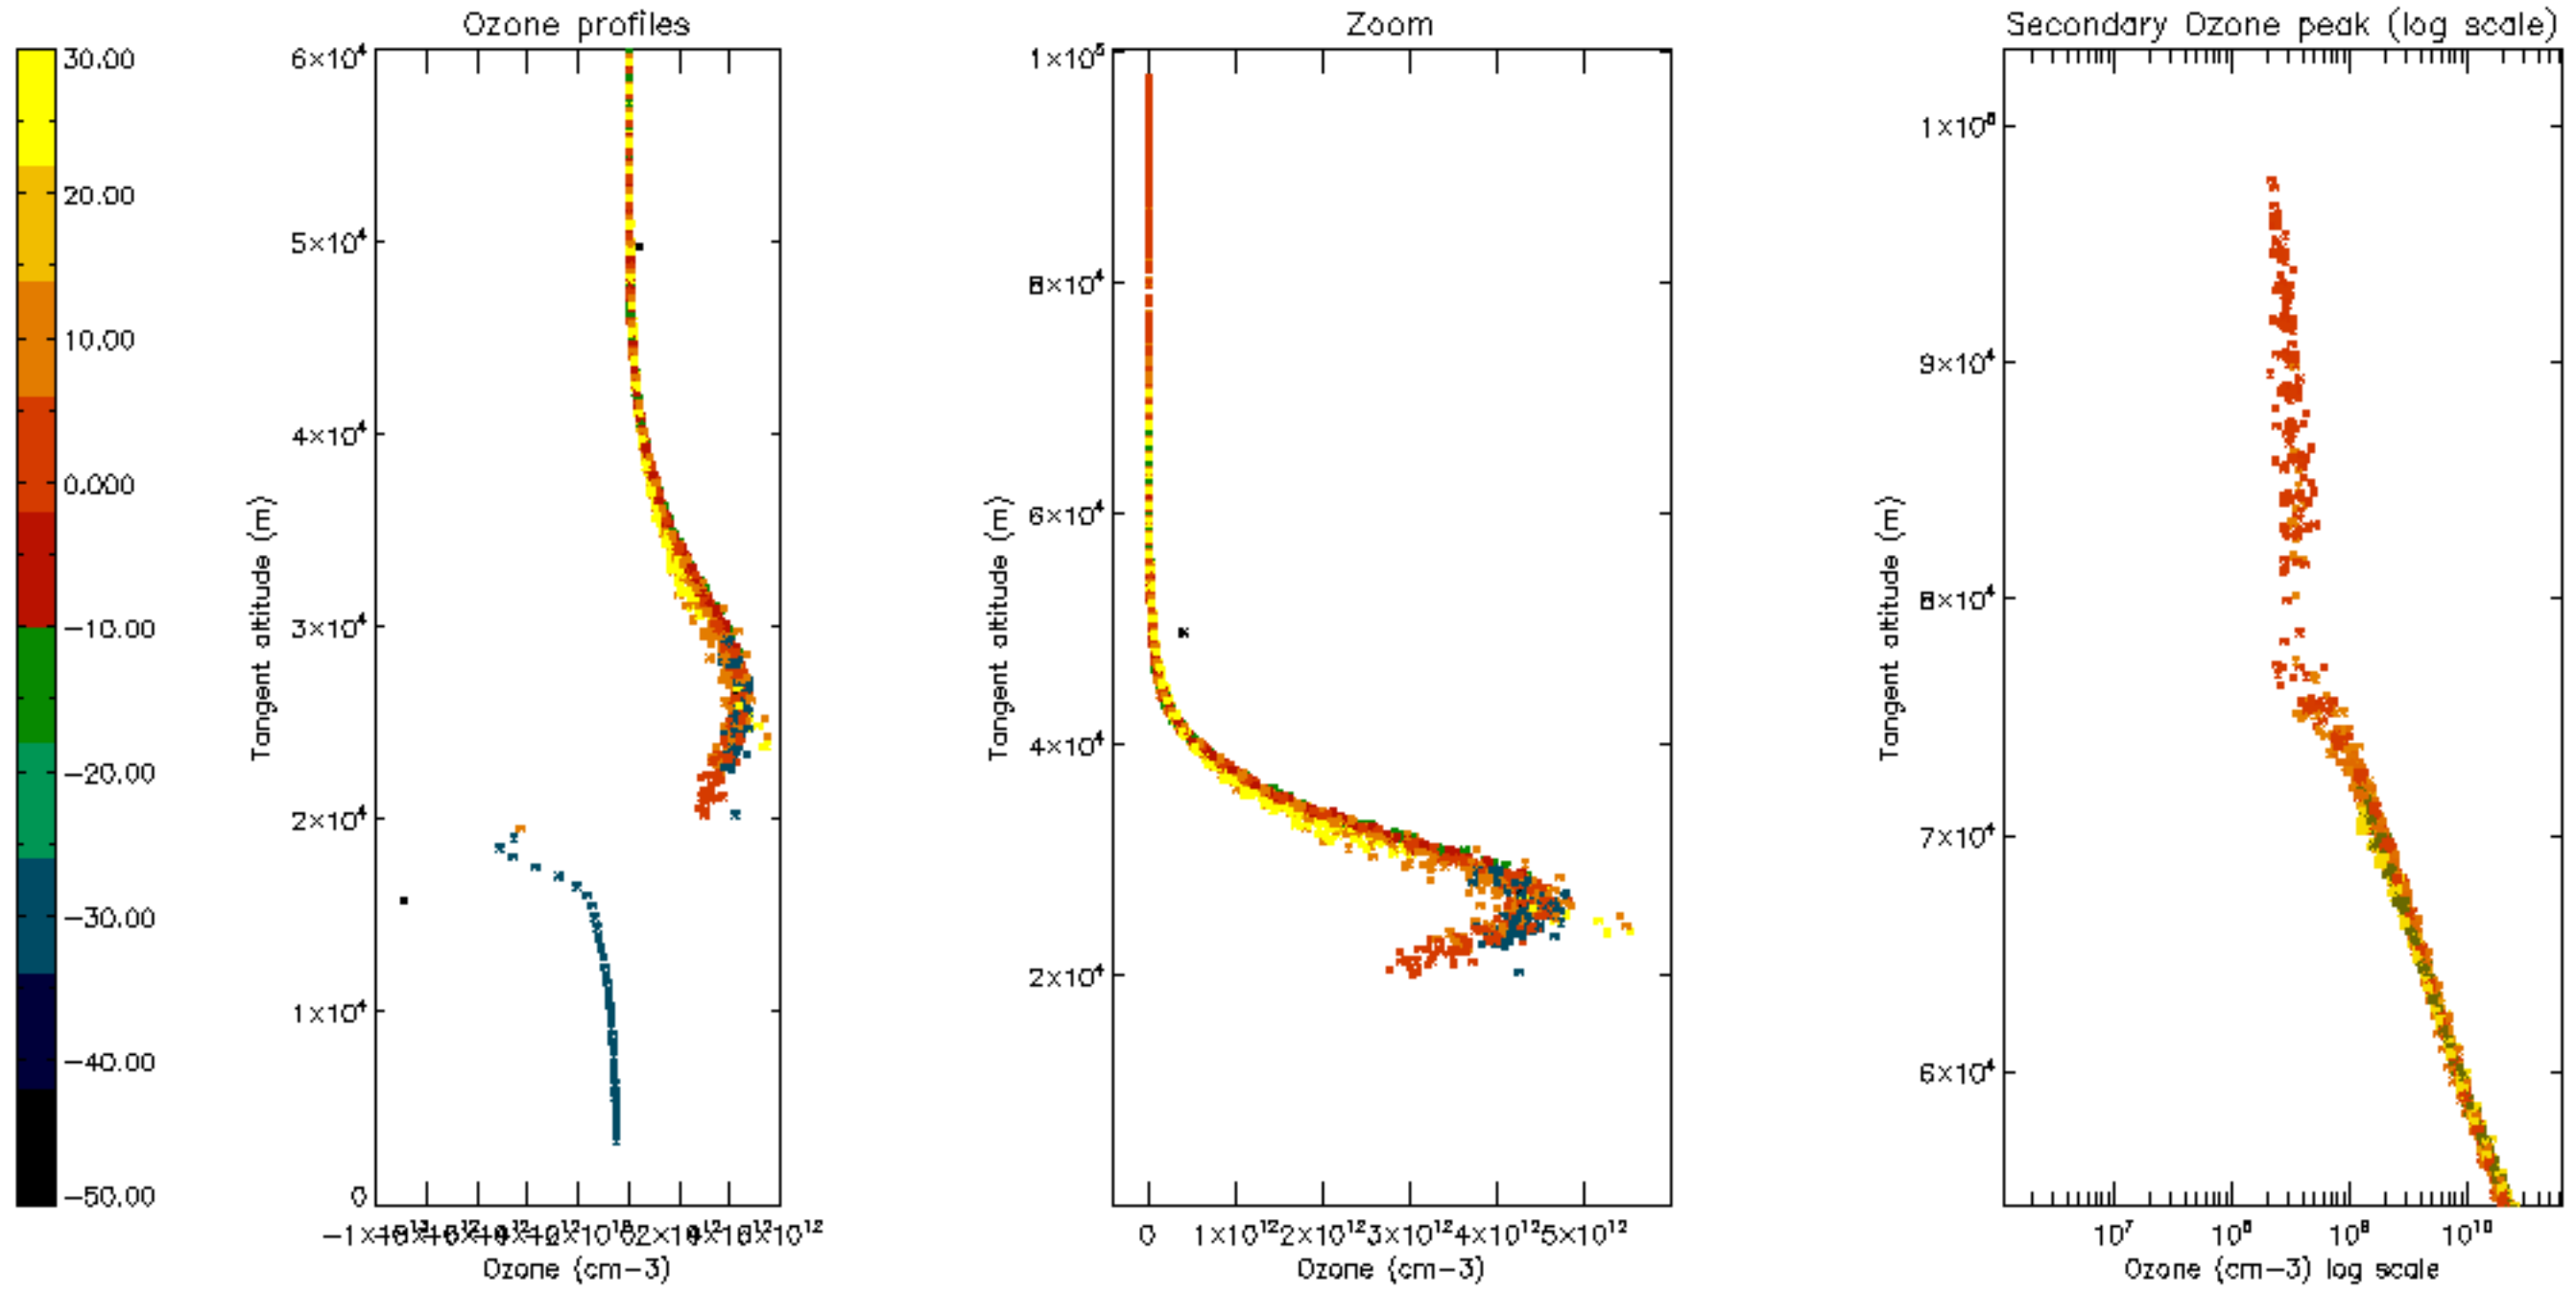 Ozone profiles
Zoom
Secondary Ozone peak (log scale)
30.00
20.00
10.00
0.000
−10.00
−20.00
−30.00
−40.00
−50.00
6×10⁴
5×10⁴
4×10⁴
3×10⁴
2×10⁴
1×10⁴
0
Tangent altitude (m)
Ozone (cm−3)
1×10⁵
8×10⁴
6×10⁴
4×10⁴
2×10⁴
Tangent altitude (m)
0 1×10¹² 2×10¹² 3×10¹² 4×10¹² 5×10¹²
Ozone (cm−3)
1×10⁵
9×10⁴
8×10⁴
7×10⁴
6×10⁴
Tangent altitude (m)
10⁷ 10⁸ 10⁹ 10¹⁰
Ozone (cm−3) log scale